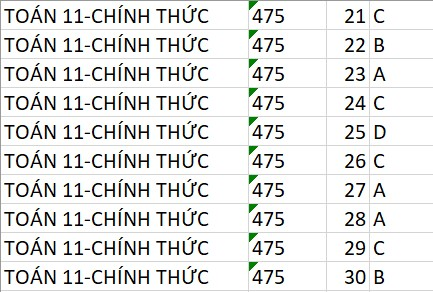 TOÁN 11-CHÍNH THỨC 475 21 C
TOÁN 11-CHÍNH THỨC 475 22 B
TOÁN 11-CHÍNH THỨC 475 23 A
TOÁN 11-CHÍNH THỨC 475 24 C
TOÁN 11-CHÍNH THỨC 475 25 D
TOÁN 11-CHÍNH THỨC 475 26 C
TOÁN 11-CHÍNH THỨC 475 27 A
TOÁN 11-CHÍNH THỨC 475 28 A
TOÁN 11-CHÍNH THỨC 475 29 C
TOÁN 11-CHÍNH THỨC 475 30 B